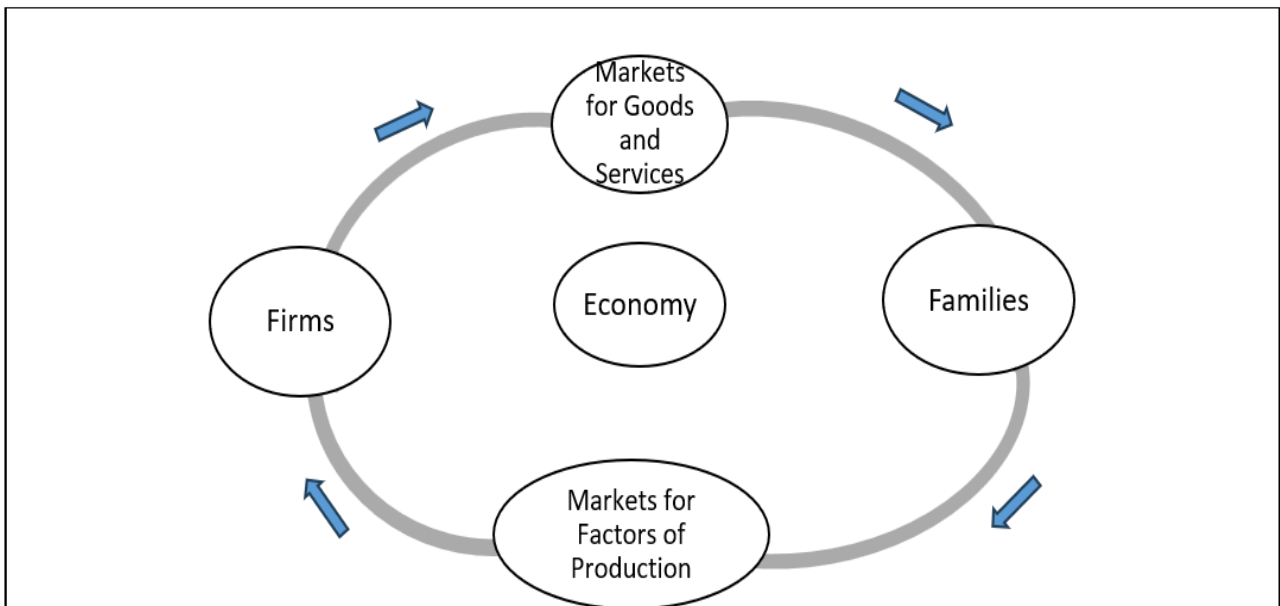 Markets
for Goods
and
Services
Firms
Economy
Families
Markets for
Factors of
Production